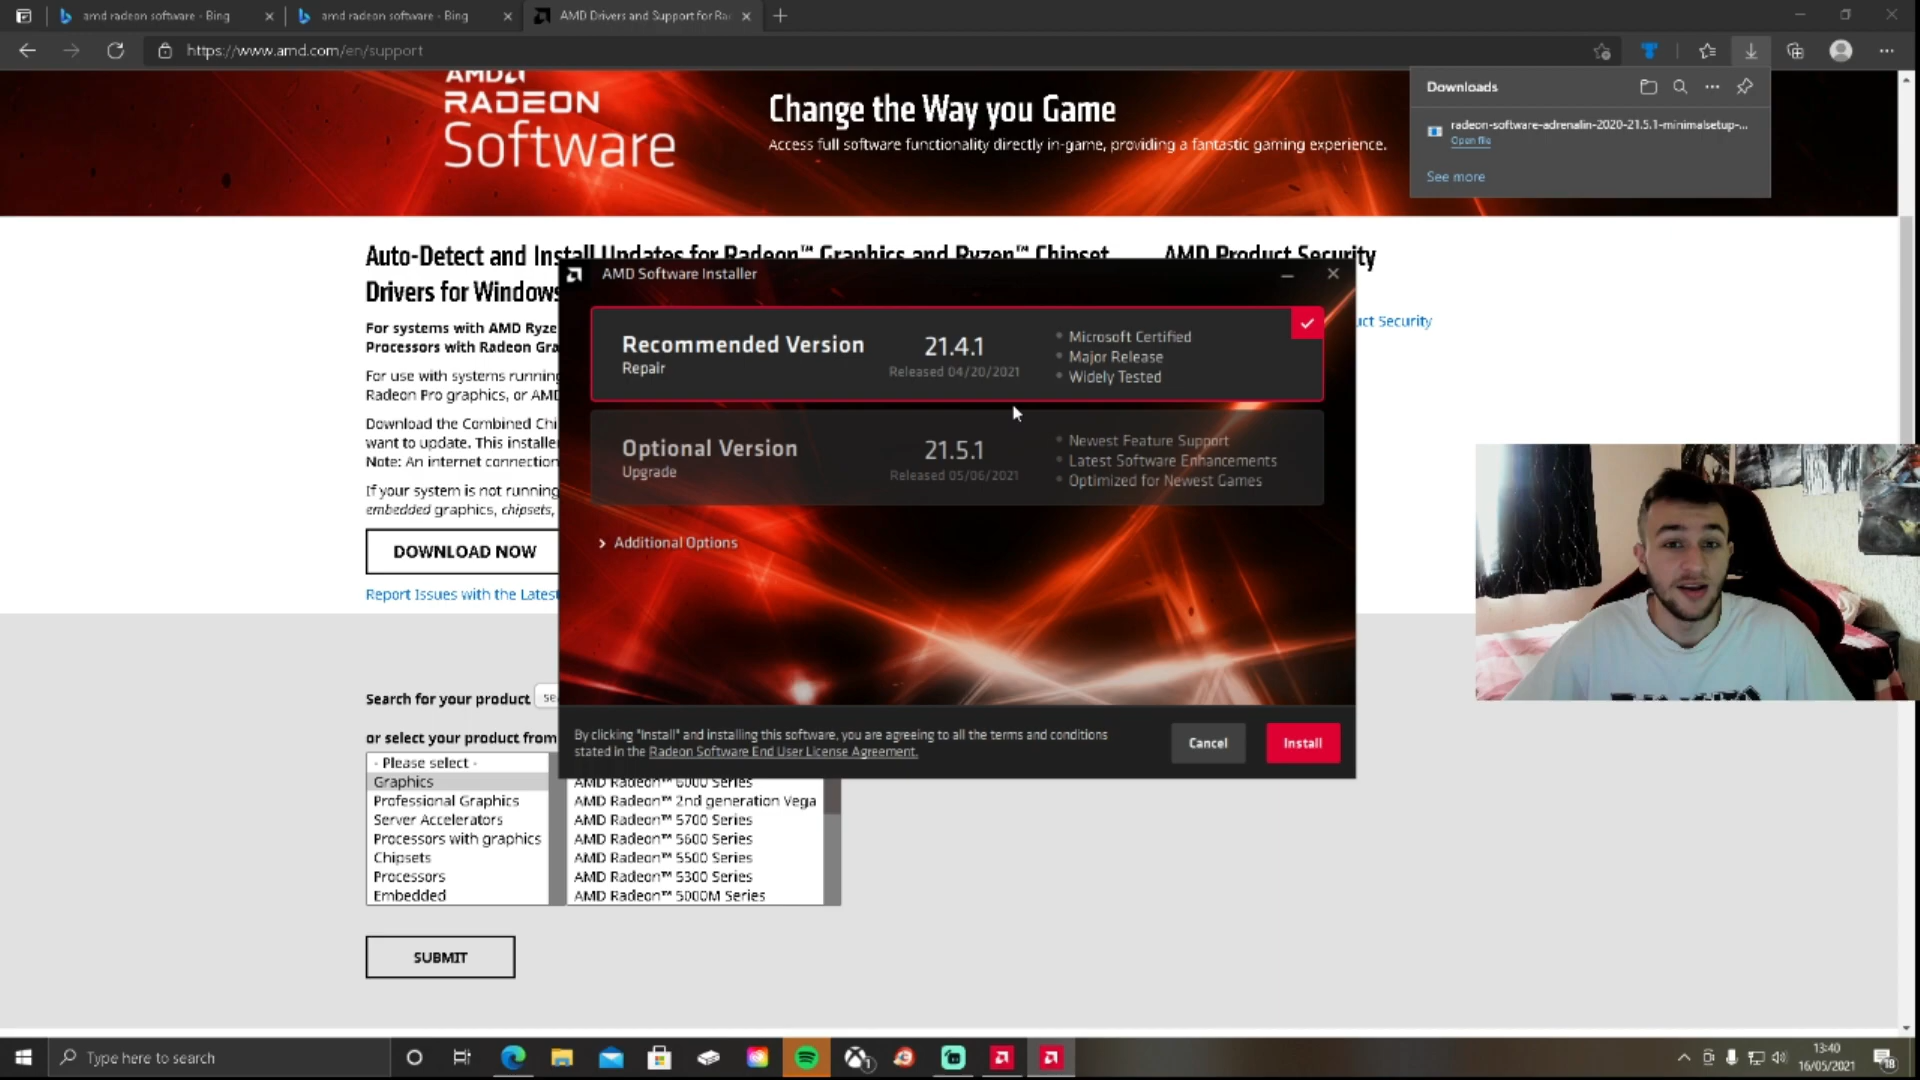 amd radeon software - Bing
amd radeon software - Bing
AMD Drivers and Support for Ra
https://www.amd.com/en/support
AMD
RADEON
Software
Change the Way you Game
Access full software functionality directly in-game, providing a fantastic gaming experience.
Downloads
radeon-software-adrenalin-2020-21.5.1-minimalsetup-...
Open file
See more
Auto-Detect and Install Updates for Radeon™ Graphics and Ryzen™ Chipset
Drivers for Windows
AMD Product Security
uct Security
For systems with AMD Ryze
Processors with Radeon Gra
For use with systems running
Radeon Pro graphics, or AMD
Download the Combined Chi
want to update. This installe
Note: An internet connection
If your system is not running
embedded graphics, chipsets,
DOWNLOAD NOW
Report Issues with the Latest
AMD Software Installer
Recommended Version
Repair
21.4.1
Released 04/20/2021
Microsoft Certified
Major Release
Widely Tested
Optional Version
Upgrade
21.5.1
Released 05/06/2021
Newest Feature Support
Latest Software Enhancements
Optimized for Newest Games
Additional Options
By clicking "Install" and installing this software, you are agreeing to all the terms and conditions
stated in the Radeon Software End User License Agreement.
Cancel
Install
Search for your product
se
or select your product from
- Please select -
Graphics
Professional Graphics
Server Accelerators
Processors with graphics
Chipsets
Processors
Embedded
AMD Radeon™ 6000 Series
AMD Radeon™ 2nd generation Vega
AMD Radeon™ 5700 Series
AMD Radeon™ 5600 Series
AMD Radeon™ 5500 Series
AMD Radeon™ 5300 Series
AMD Radeon™ 5000M Series
SUBMIT
Type here to search
1
13:40
16/05/2021
18